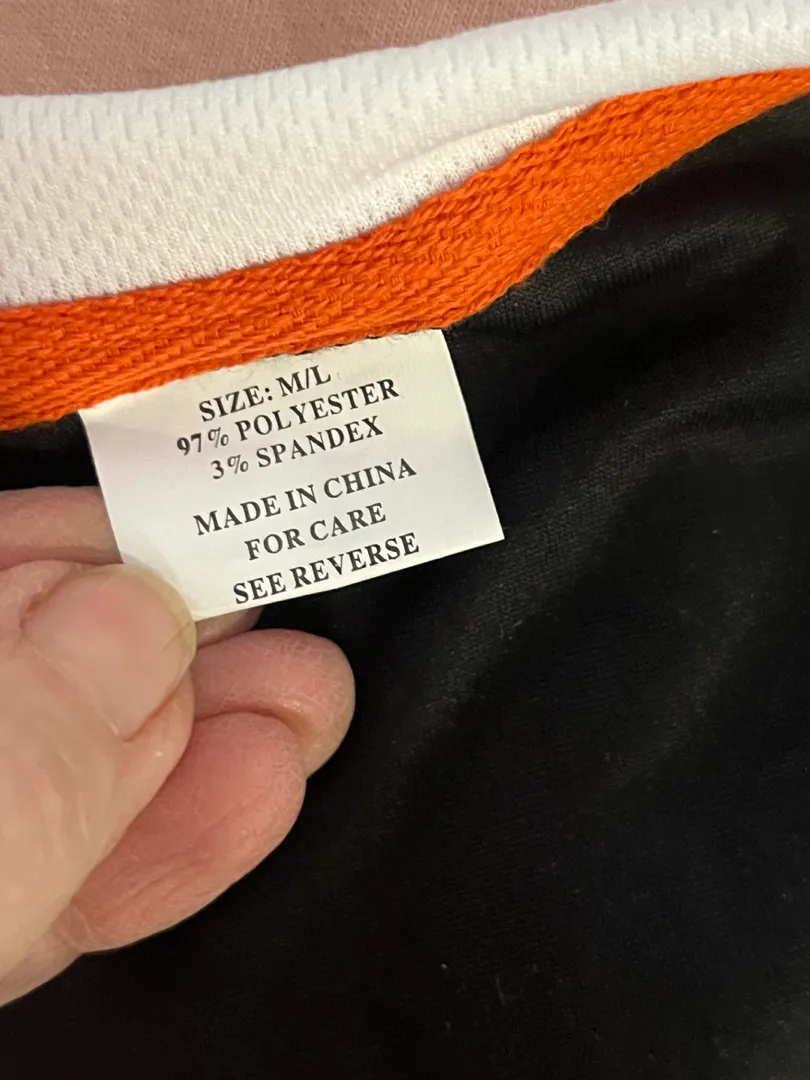 SIZE: M/L
97% POLYESTER
3% SPANDEX
MADE IN CHINA
FOR CARE
SEE REVERSE